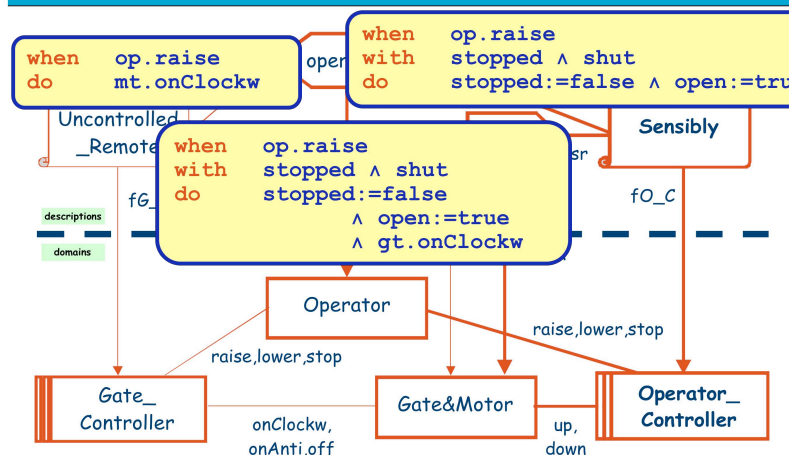 when op.raise
do mt.onClockw
open
when op.raise
with stopped ∧ shut
do stopped:=false ∧ open:=tru
Uncontrolled
_Remote
when op.raise
with stopped ∧ shut
do stopped:=false
∧ open:=true
∧ gt.onClockw
sr
Sensibly
fG_
fO_C
descriptions
domains
Operator
raise,lower,stop
raise,lower,stop
Gate_
Controller
onClockw,
onAnti,off
Gate&Motor
up,
down
Operator_
Controller